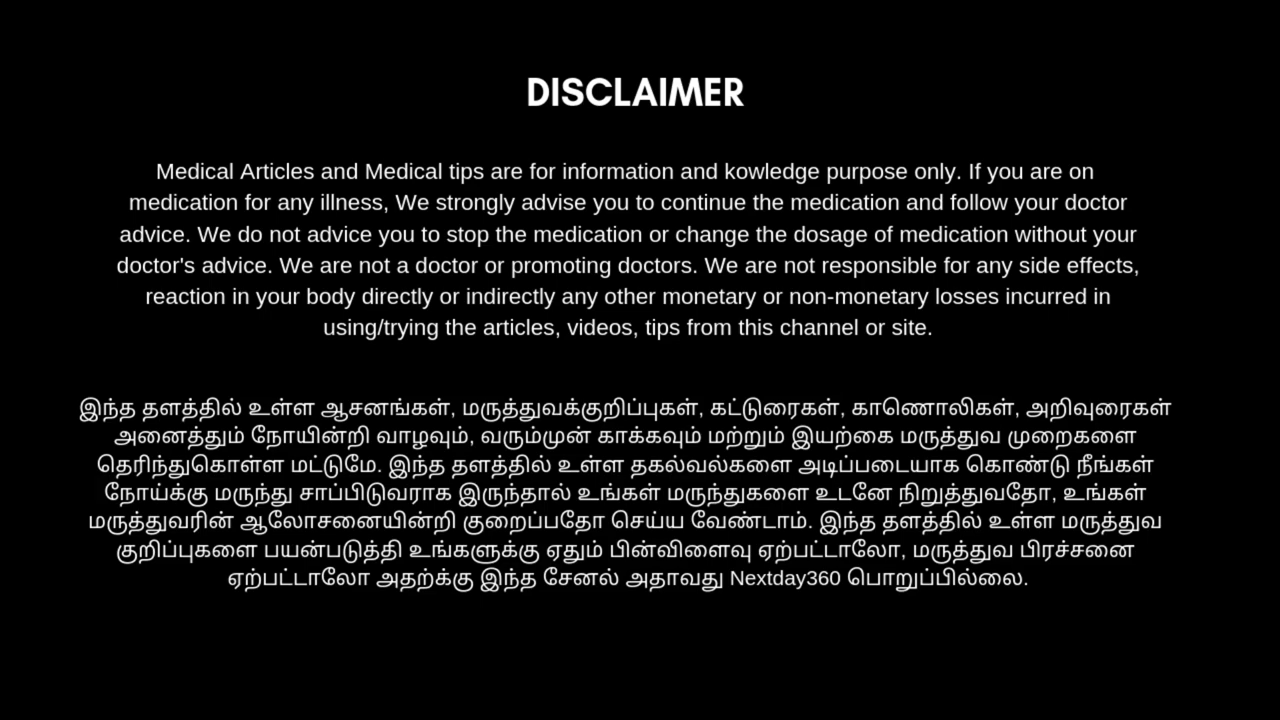 DISCLAIMER
Medical Articles and Medical tips are for information and kowledge purpose only. If you are on
medication for any illness, We strongly advise you to continue the medication and follow your doctor
advice. We do not advice you to stop the medication or change the dosage of medication without your
doctor's advice. We are not a doctor or promoting doctors. We are not responsible for any side effects,
reaction in your body directly or indirectly any other monetary or non-monetary losses incurred in
using/trying the articles, videos, tips from this channel or site.
இந்த தளத்தில் உள்ள ஆசனங்கள், மருத்துவக்குறிப்புகள், கட்டுரைகள், காணொலிகள், அறிவுரைகள்
அனைத்தும் நோயின்றி வாழவும், வரும்முன் காக்கவும் மற்றும் இயற்கை மருத்துவ முறைகளை
தெரிந்துகொள்ள மட்டுமே. இந்த தளத்தில் உள்ள தகல்வல்களை அடிப்படையாக கொண்டு நீங்கள்
நோய்க்கு மருந்து சாப்பிடுவராக இருந்தால் உங்கள் மருந்துகளை உடனே நிறுத்துவதோ, உங்கள்
மருத்துவரின் ஆலோசனையின்றி குறைப்பதோ செய்ய வேண்டாம். இந்த தளத்தில் உள்ள மருத்துவ
குறிப்புகளை பயன்படுத்தி உங்களுக்கு ஏதும் பின்விளைவு ஏற்பட்டாலோ, மருத்துவ பிரச்சனை
ஏற்பட்டாலோ அதற்க்கு இந்த சேனல் அதாவது Nextday360 பொறுப்பில்லை.